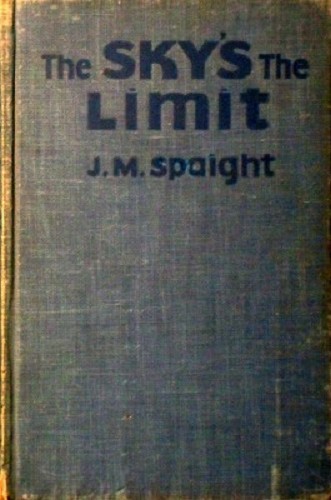 The SKY'S The
Limit
J.M. Spaight